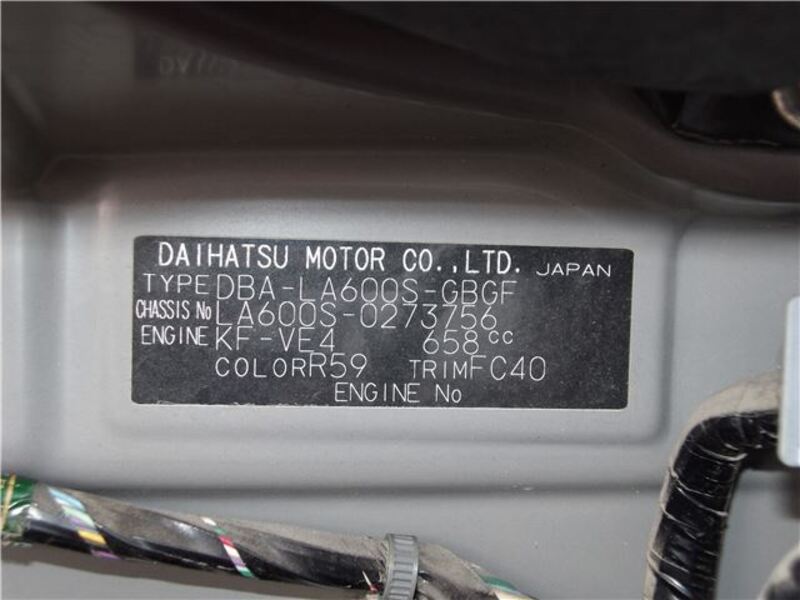 DAIHATSU MOTOR CO.,LTD. JAPAN
TYPE DBA-LA600S-GBGF
CHASSIS No LA600S-0273756
ENGINE KF-VE4 658cc
COLOR R59 TRIM FC40
ENGINE No